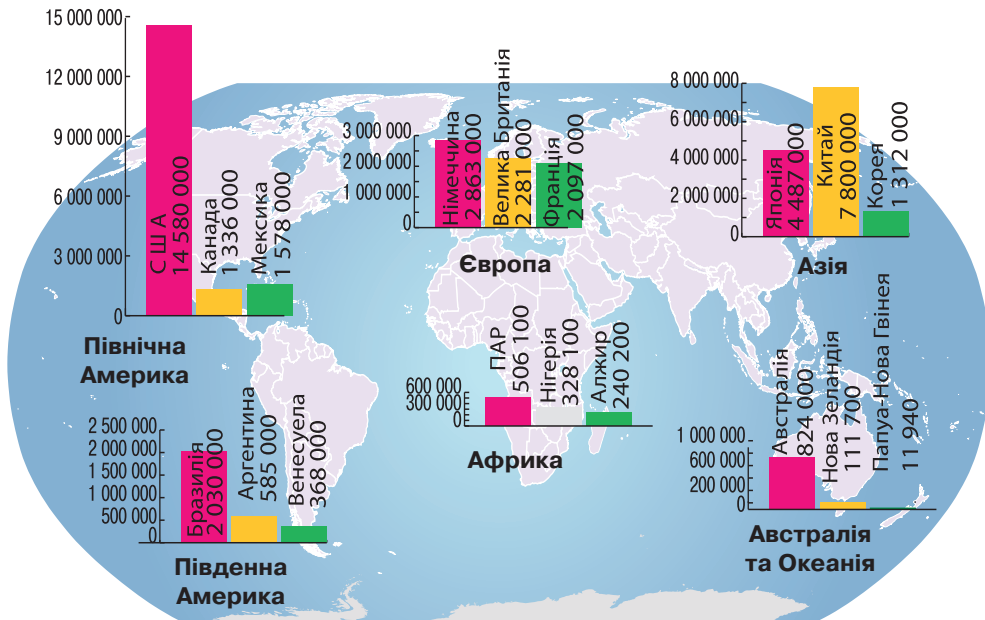 15 000 000
12 000 000
9 000 000
6 000 000
3 000 000
0
США
14 580 000
Канада
1 336 000
Мексика
1 578 000
Північна
Америка
3 000 000
2 000 000
1 000 000
0
Німеччина
2 863 000
Велика Британія
2 281 000
Франція
2 097 000
Європа
8 000 000
6 000 000
4 000 000
2 000 000
0
Японія
4 487 000
Китай
7 800 000
Корея
1 312 000
Азія
2 500 000
2 000 000
1 000 000
500 000
0
Бразилія
2 030 000
Аргентина
585 000
Венесуела
368 000
Південна
Америка
600 000
300 000
0
ПАР
506 100
Нігерія
328 100
Алжир
240 200
Африка
1 000 000
600 000
200 000
0
Австралія
824 000
Нова Зеландія
111 700
Папуа-Нова Гвінея
11 940
Австралія
та Океанія